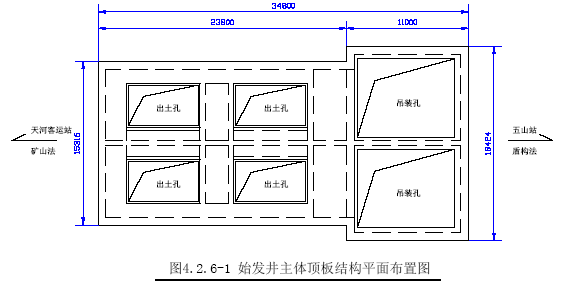 34800
23800
11000
出土孔
出土孔
吊装孔
天河客运站
矿山法
15316
18424
五山站
盾构法
出土孔
出土孔
吊装孔
图4.2.6-1 始发井主体顶板结构平面布置图